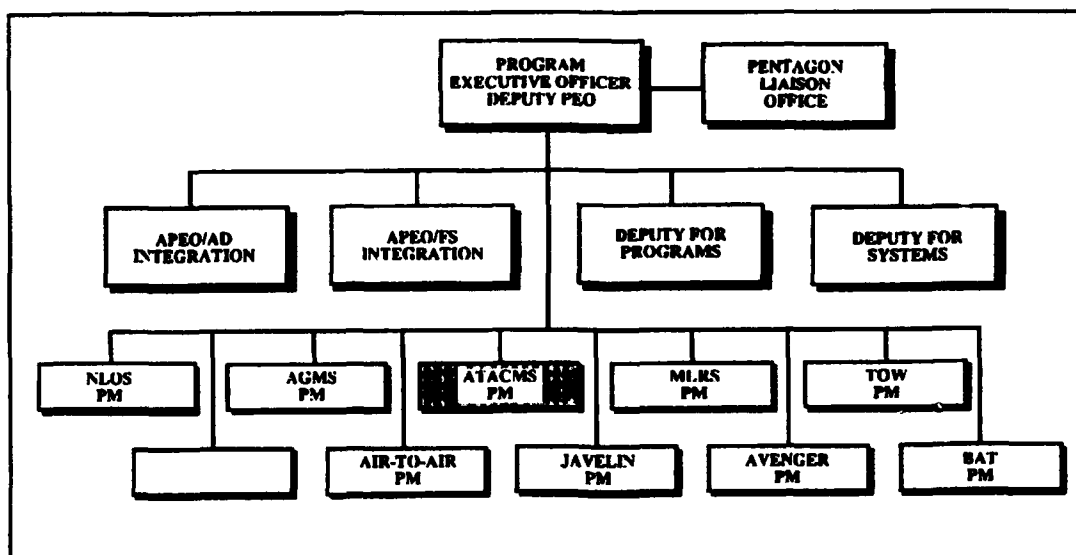 PROGRAM
EXECUTIVE OFFICER
DEPUTY PEO
PENTAGON
LIAISON
OFFICE
APEO/AD
INTEGRATION
APEO/FS
INTEGRATION
DEPUTY FOR
PROGRAMS
DEPUTY FOR
SYSTEMS
NLOS
PM
AGMS
PM
ATACMS
PM
MLRS
PM
TOW
PM
AIR-TO-AIR
PM
JAVELIN
PM
AVENGER
PM
BAT
PM